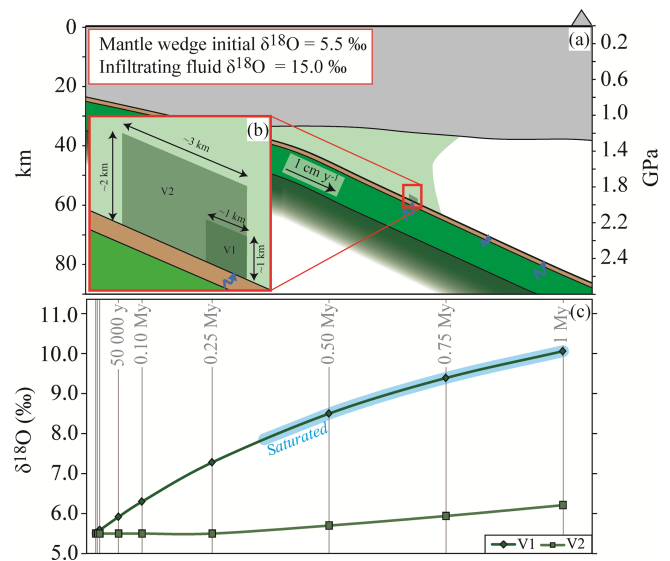 (a)
Mantle wedge initial δ¹⁸O = 5.5 ‰
Infiltrating fluid δ¹⁸O = 15.0 ‰
0
20
40
60
80
km
0.2
0.6
1.0
1.4
1.8
2.2
2.4
GPa
1 cm y⁻¹
(b)
~3 km
~2 km
V2
~1 km
V1
~1 km
(c)
50 000 y
0.10 My
0.25 My
0.50 My
0.75 My
1 My
11.0
10.0
9.0
8.0
7.0
6.0
5.0
δ¹⁸O (‰)
Saturated
V1
V2